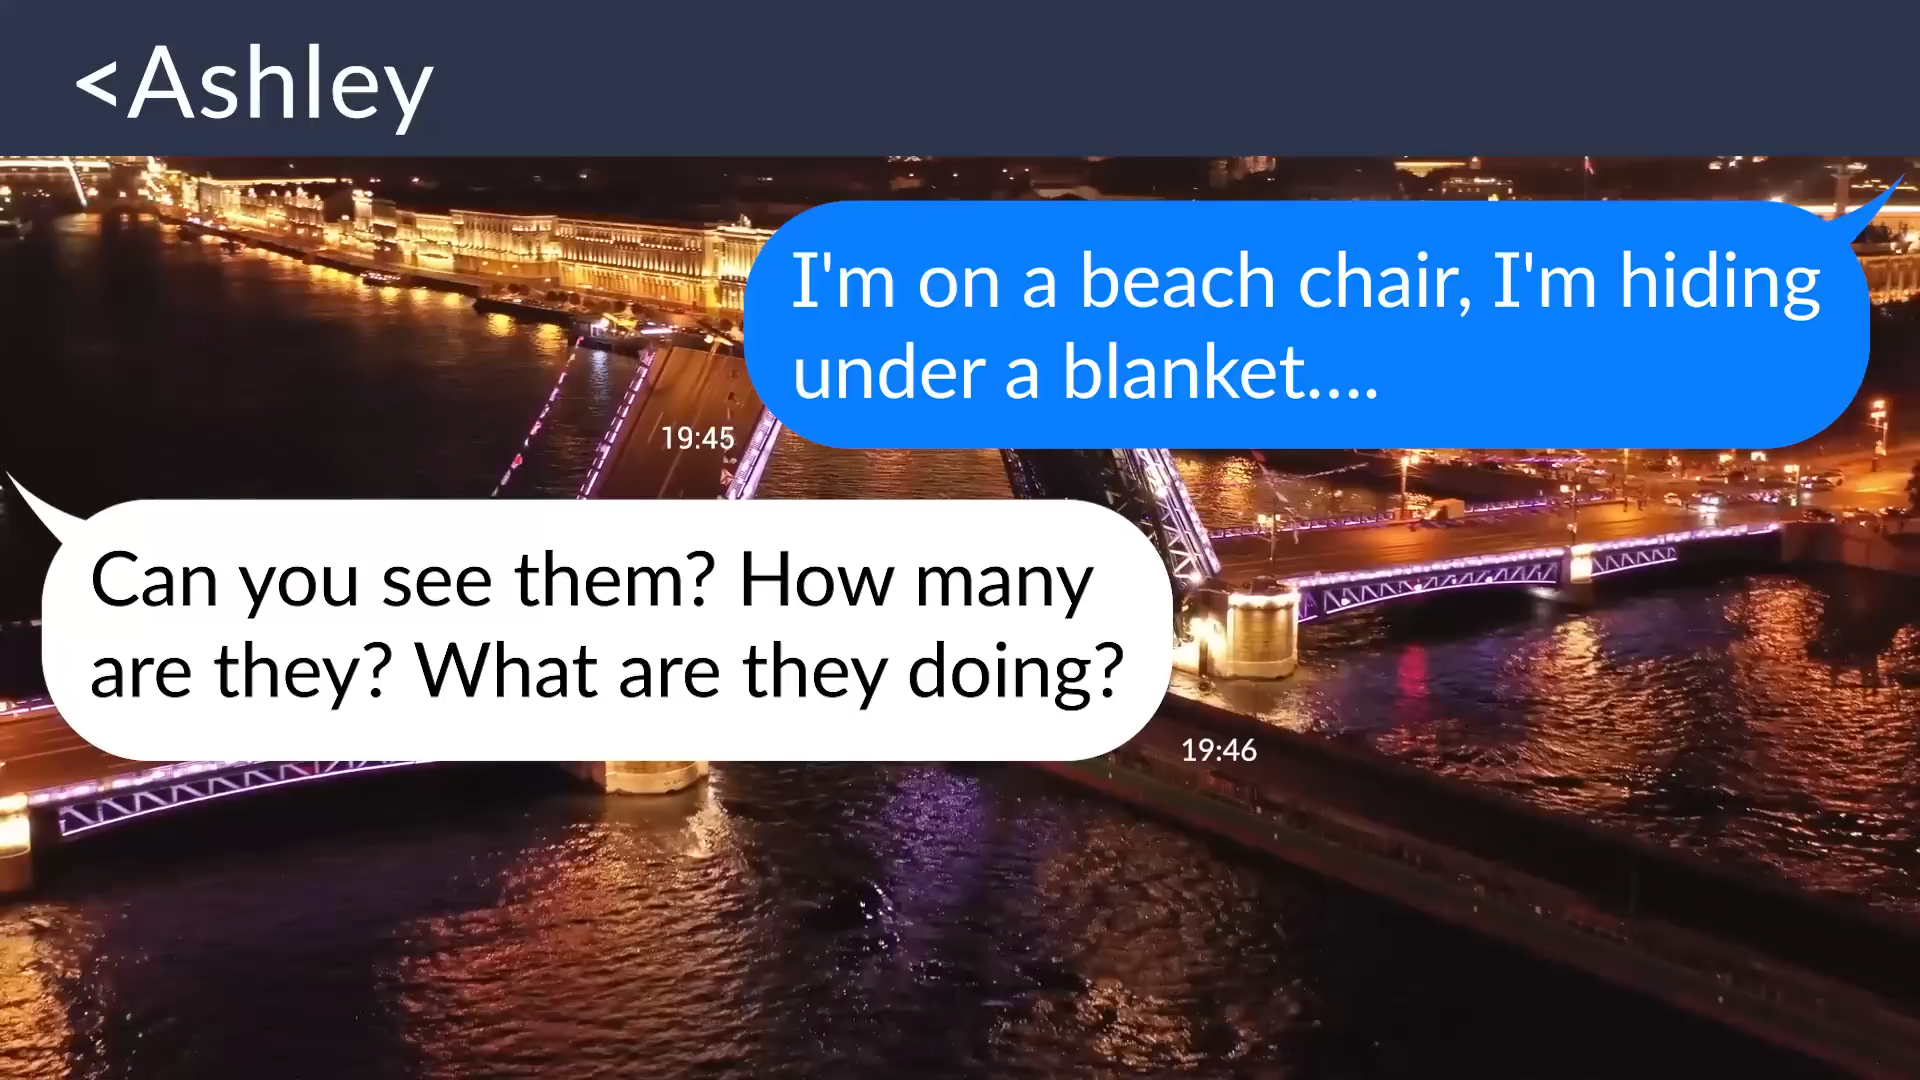 <Ashley
I'm on a beach chair, I'm hiding
under a blanket....
19:45
Can you see them? How many
are they? What are they doing?
19:46